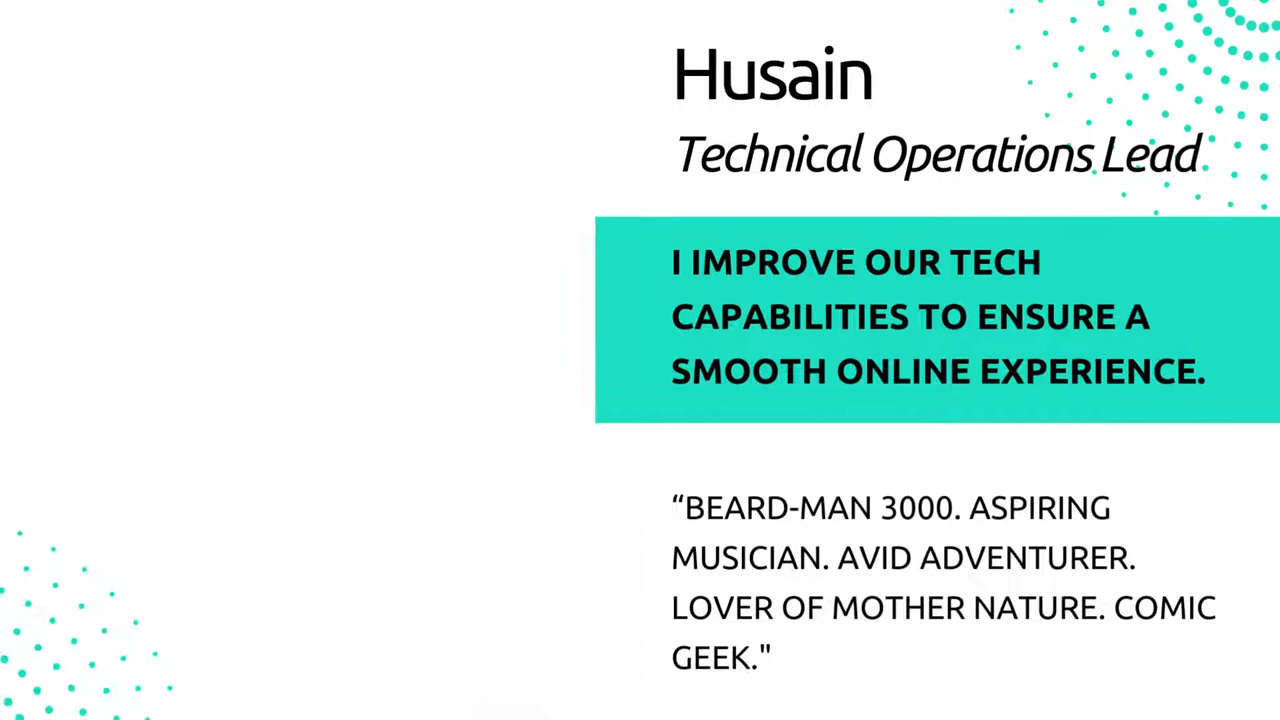 Husain
Technical Operations Lead
I IMPROVE OUR TECH
CAPABILITIES TO ENSURE A
SMOOTH ONLINE EXPERIENCE.
“BEARD-MAN 3000. ASPIRING
MUSICIAN. AVID ADVENTURER.
LOVER OF MOTHER NATURE. COMIC
GEEK."